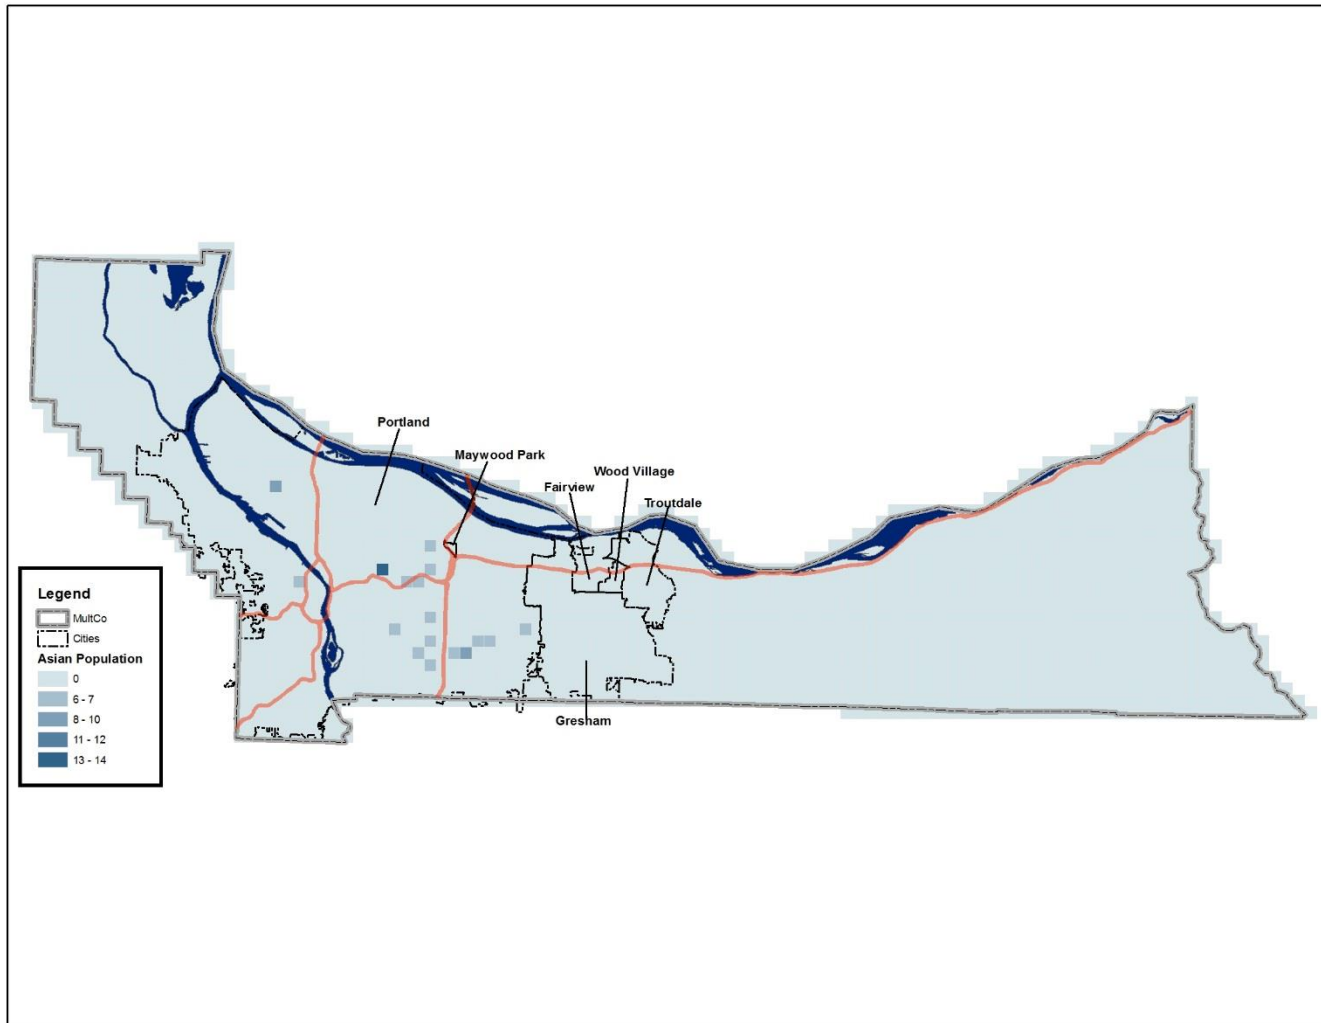 Portland
Maywood Park
Wood Village
Fairview
Troutdale
Gresham
Legend
MultCo
Cities
Asian Population
0
6 - 7
8 - 10
11 - 12
13 - 14